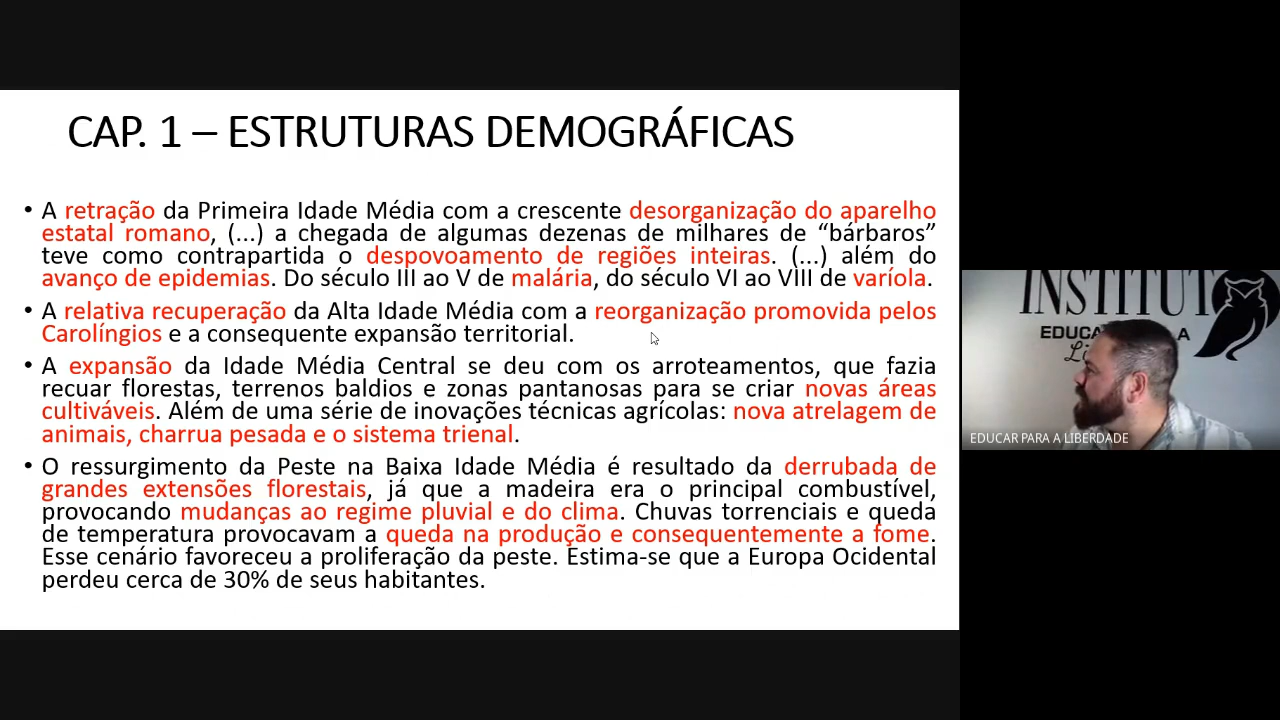 CAP. 1 – ESTRUTURAS DEMOGRÁFICAS
• A retração da Primeira Idade Média com a crescente desorganização do aparelho
estatal romano, (...) a chegada de algumas dezenas de milhares de “bárbaros”
teve como contrapartida o despovoamento de regiões inteiras. (...) além do
avanço de epidemias. Do século III ao V de malária, do século VI ao VIII de varíola.
• A relativa recuperação da Alta Idade Média com a reorganização promovida pelos
Carolíngios e a consequente expansão territorial.
• A expansão da Idade Média Central se deu com os arroteamentos, que fazia
recuar florestas, terrenos baldios e zonas pantanosas para se criar novas áreas
cultiváveis. Além de uma série de inovações técnicas agrícolas: nova atrelagem de
animais, charrua pesada e o sistema trienal.
• O ressurgimento da Peste na Baixa Idade Média é resultado da derrubada de
grandes extensões florestais, já que a madeira era o principal combustível,
provocando mudanças ao regime pluvial e do clima. Chuvas torrenciais e queda
de temperatura provocavam a queda na produção e consequentemente a fome.
Esse cenário favoreceu a proliferação da peste. Estima-se que a Europa Ocidental
perdeu cerca de 30% de seus habitantes.
INSTITUT
EDUCA A
Li
EDUCAR PARA A LIBERDADE